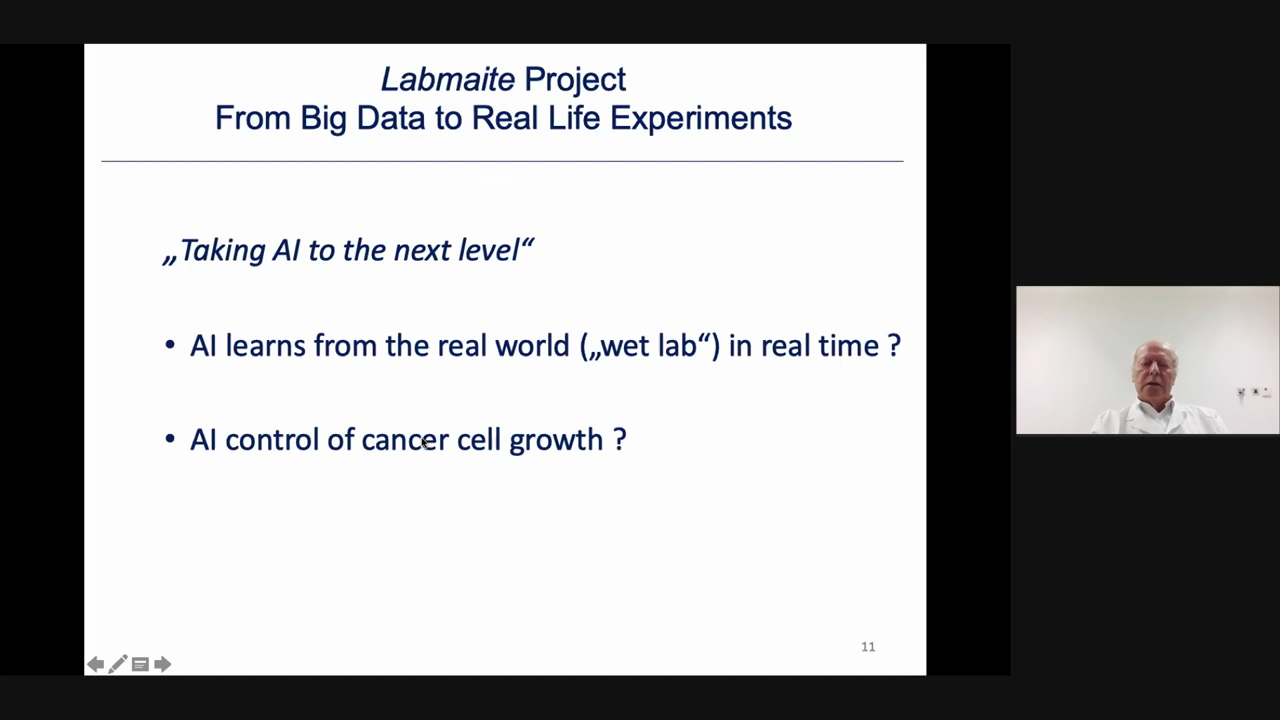 Labmaite Project
From Big Data to Real Life Experiments
„Taking AI to the next level“
• AI learns from the real world („wet lab“) in real time ?
• AI control of cancer cell growth ?
11